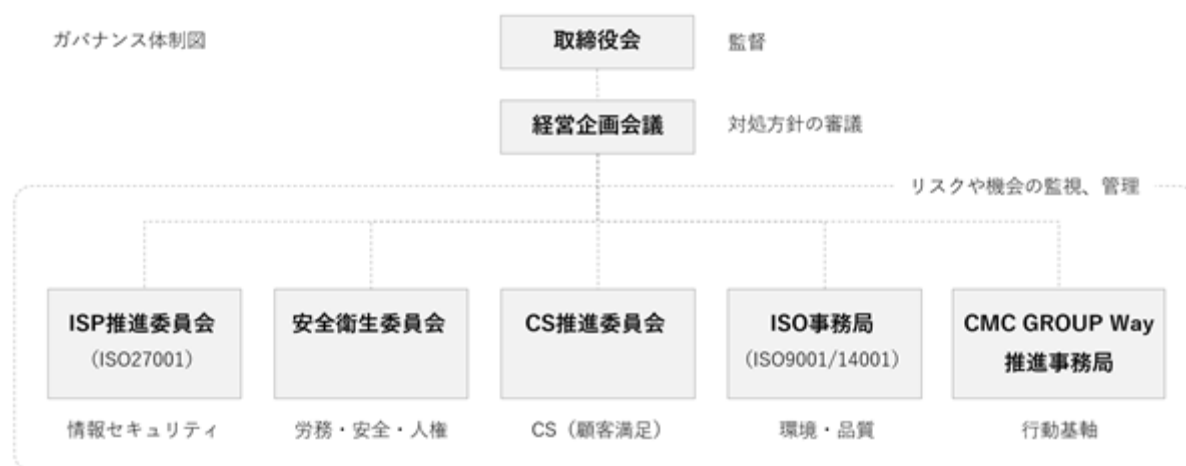 ガバナンス体制図
取締役会
監督
経営企画会議
対処方針の審議
リスクや機会の監視、管理
ISP推進委員会
（ISO27001）
安全衛生委員会
CS推進委員会
ISO事務局
（ISO9001/14001）
CMC GROUP Way
推進事務局
情報セキュリティ
労務・安全・人権
CS（顧客満足）
環境・品質
行動基軸